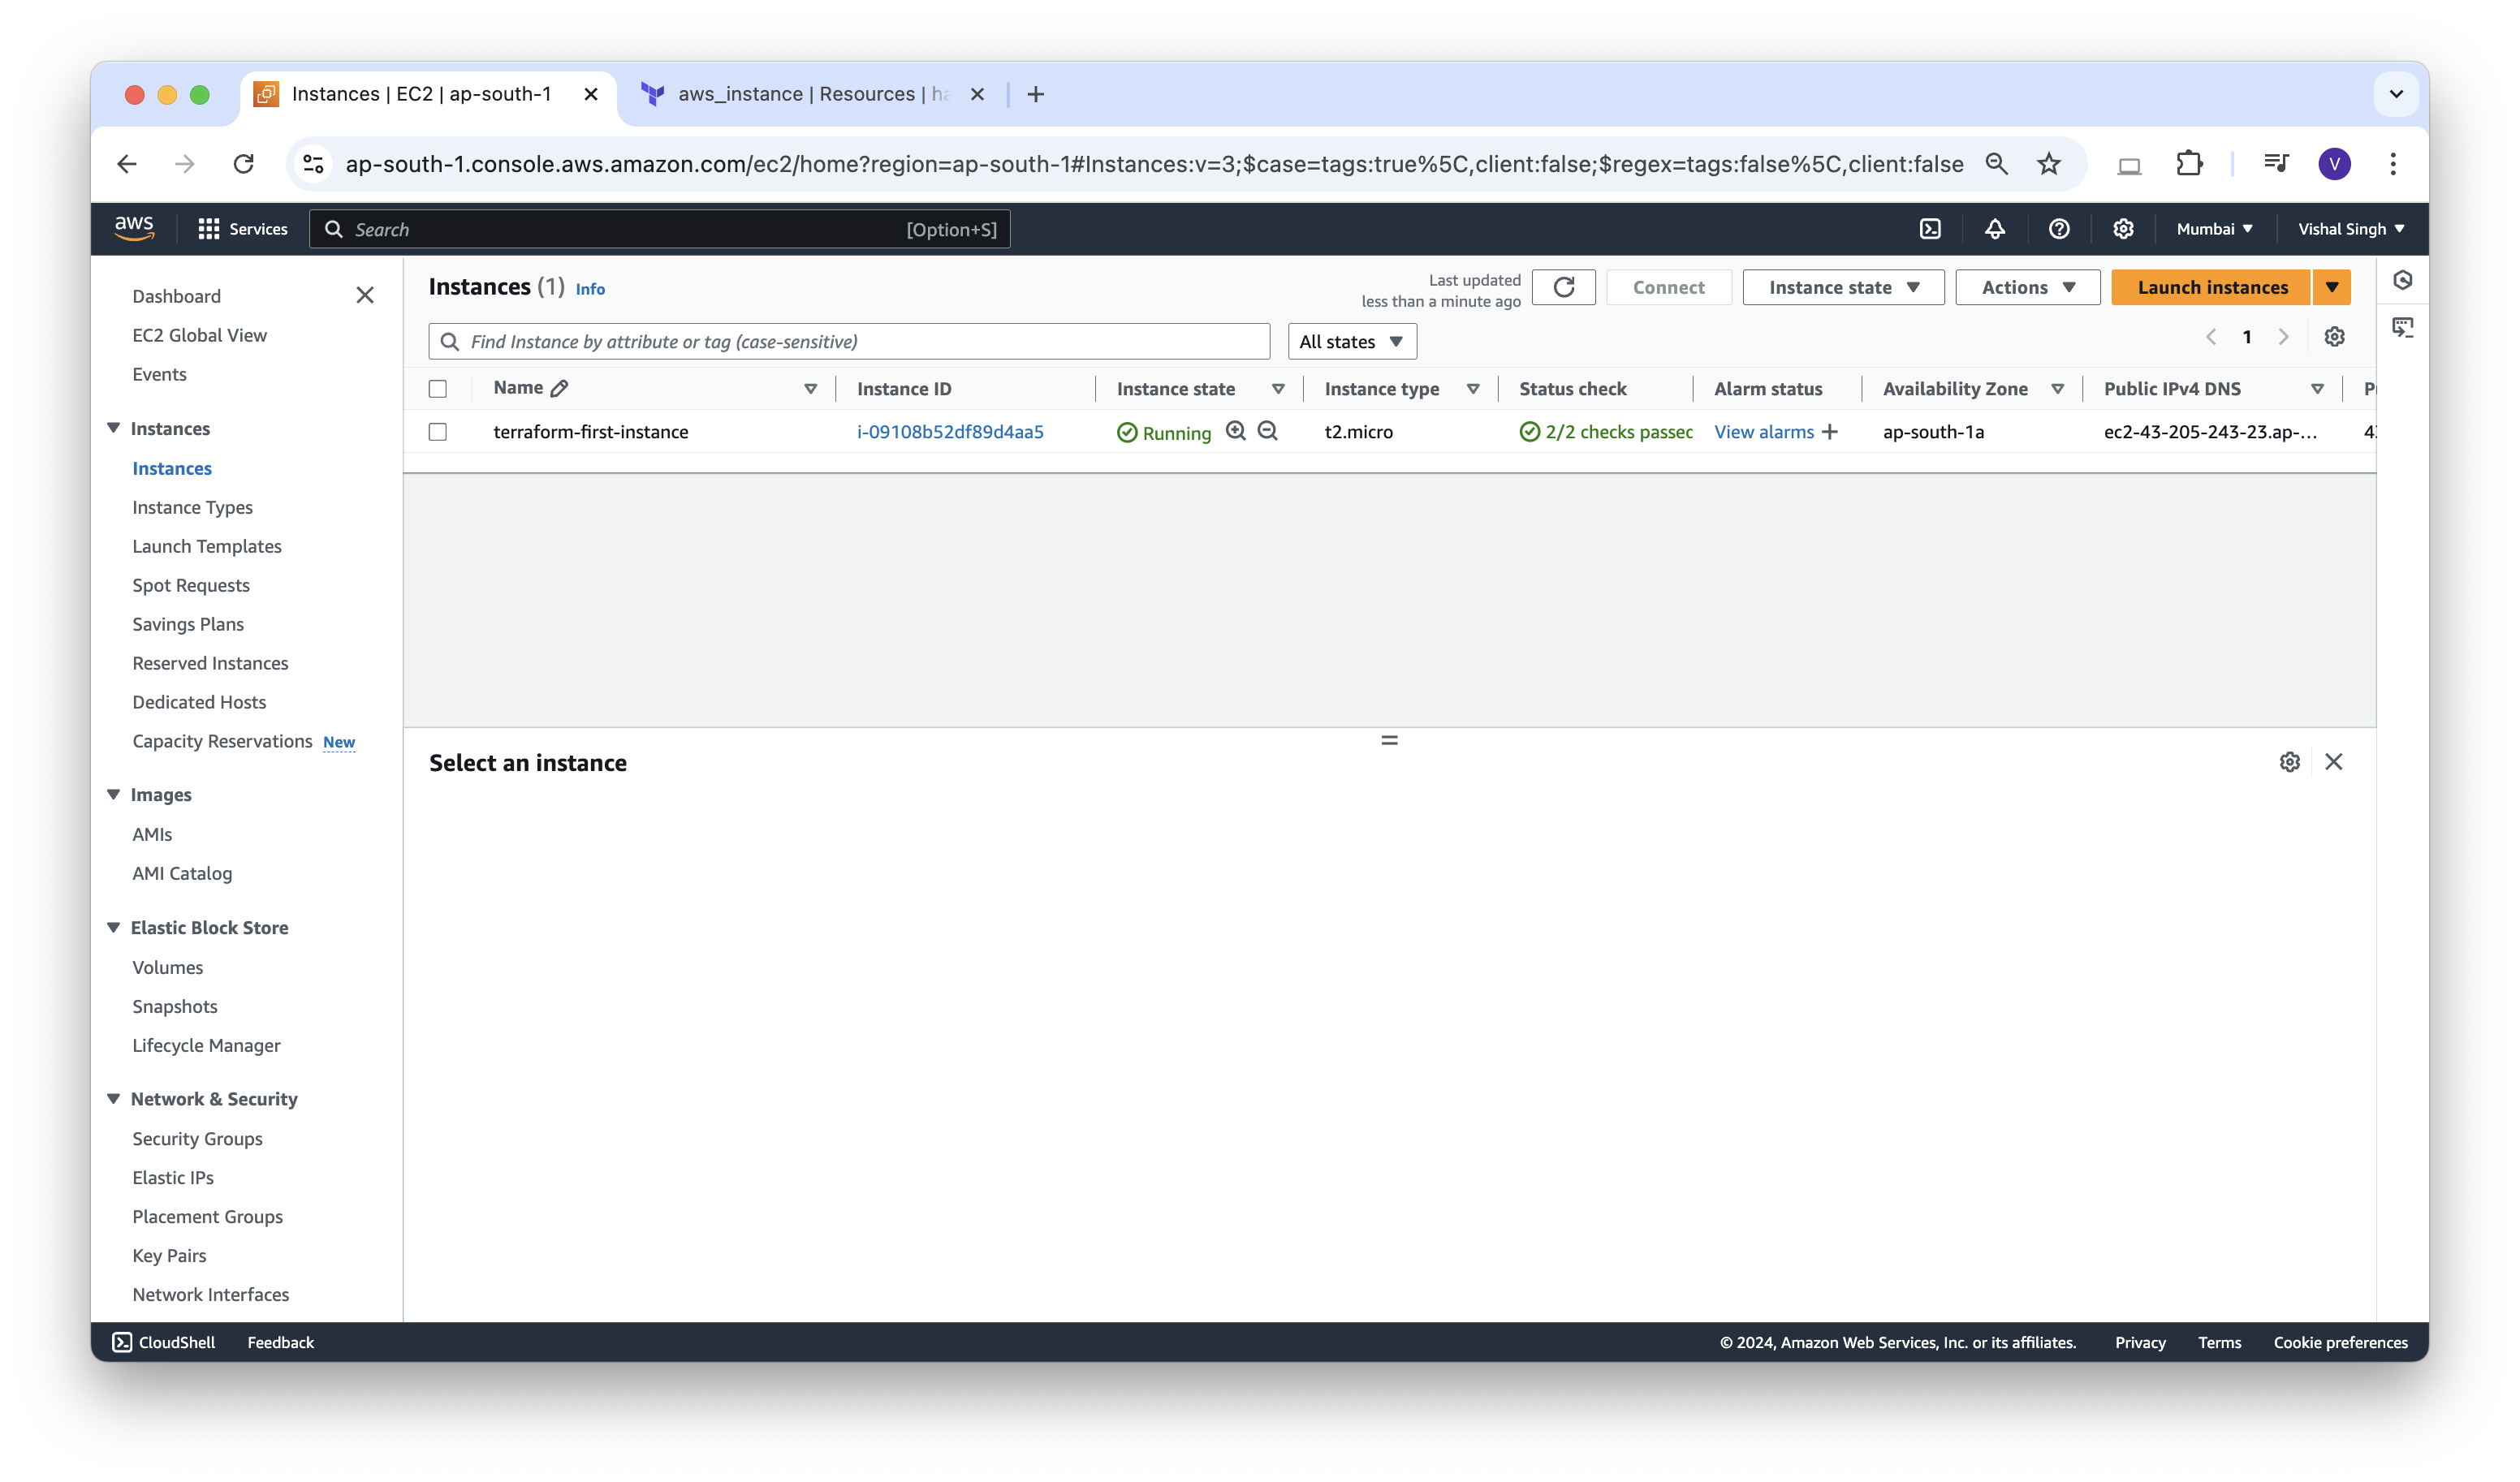 Instances | EC2 | ap-south-1
aws_instance | Resources | ha
ap-south-1.console.aws.amazon.com/ec2/home?region=ap-south-1#Instances:v=3;$case=tags:true%5C,client:false;$regex=tags:false%5C,client:false
V
aws
Services
Search
[Option+S]
Mumbai
Vishal Singh
Dashboard
EC2 Global View
Events
Instances
Instances
Instance Types
Launch Templates
Spot Requests
Savings Plans
Reserved Instances
Dedicated Hosts
Capacity Reservations New
Images
AMIs
AMI Catalog
Elastic Block Store
Volumes
Snapshots
Lifecycle Manager
Network & Security
Security Groups
Elastic IPs
Placement Groups
Key Pairs
Network Interfaces
Instances (1) Info
Last updated
less than a minute ago
Connect
Instance state
Actions
Launch instances
Find Instance by attribute or tag (case-sensitive)
All states
1
Name Instance ID Instance state Instance type Status check Alarm status Availability Zone Public IPv4 DNS
terraform-first-instance i-09108b52df89d4aa5 Running t2.micro 2/2 checks passed View alarms + ap-south-1a ec2-43-205-243-23.ap-...
Select an instance
CloudShell
Feedback
© 2024, Amazon Web Services, Inc. or its affiliates.
Privacy
Terms
Cookie preferences